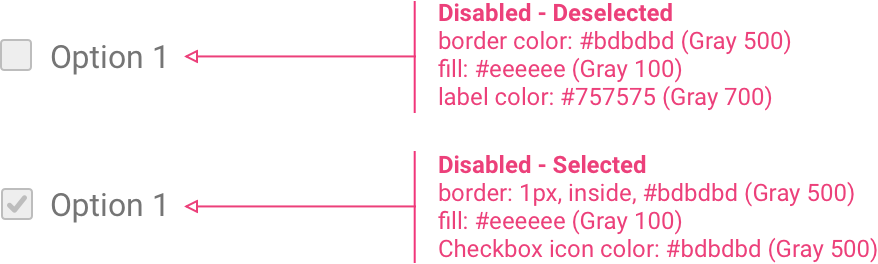 Option 1
Disabled - Deselected
border color: #bdbdbd (Gray 500)
fill: #eeeeee (Gray 100)
label color: #757575 (Gray 700)
Option 1
Disabled - Selected
border: 1px, inside, #bdbdbd (Gray 500)
fill: #eeeeee (Gray 100)
Checkbox icon color: #bdbdbd (Gray 500)